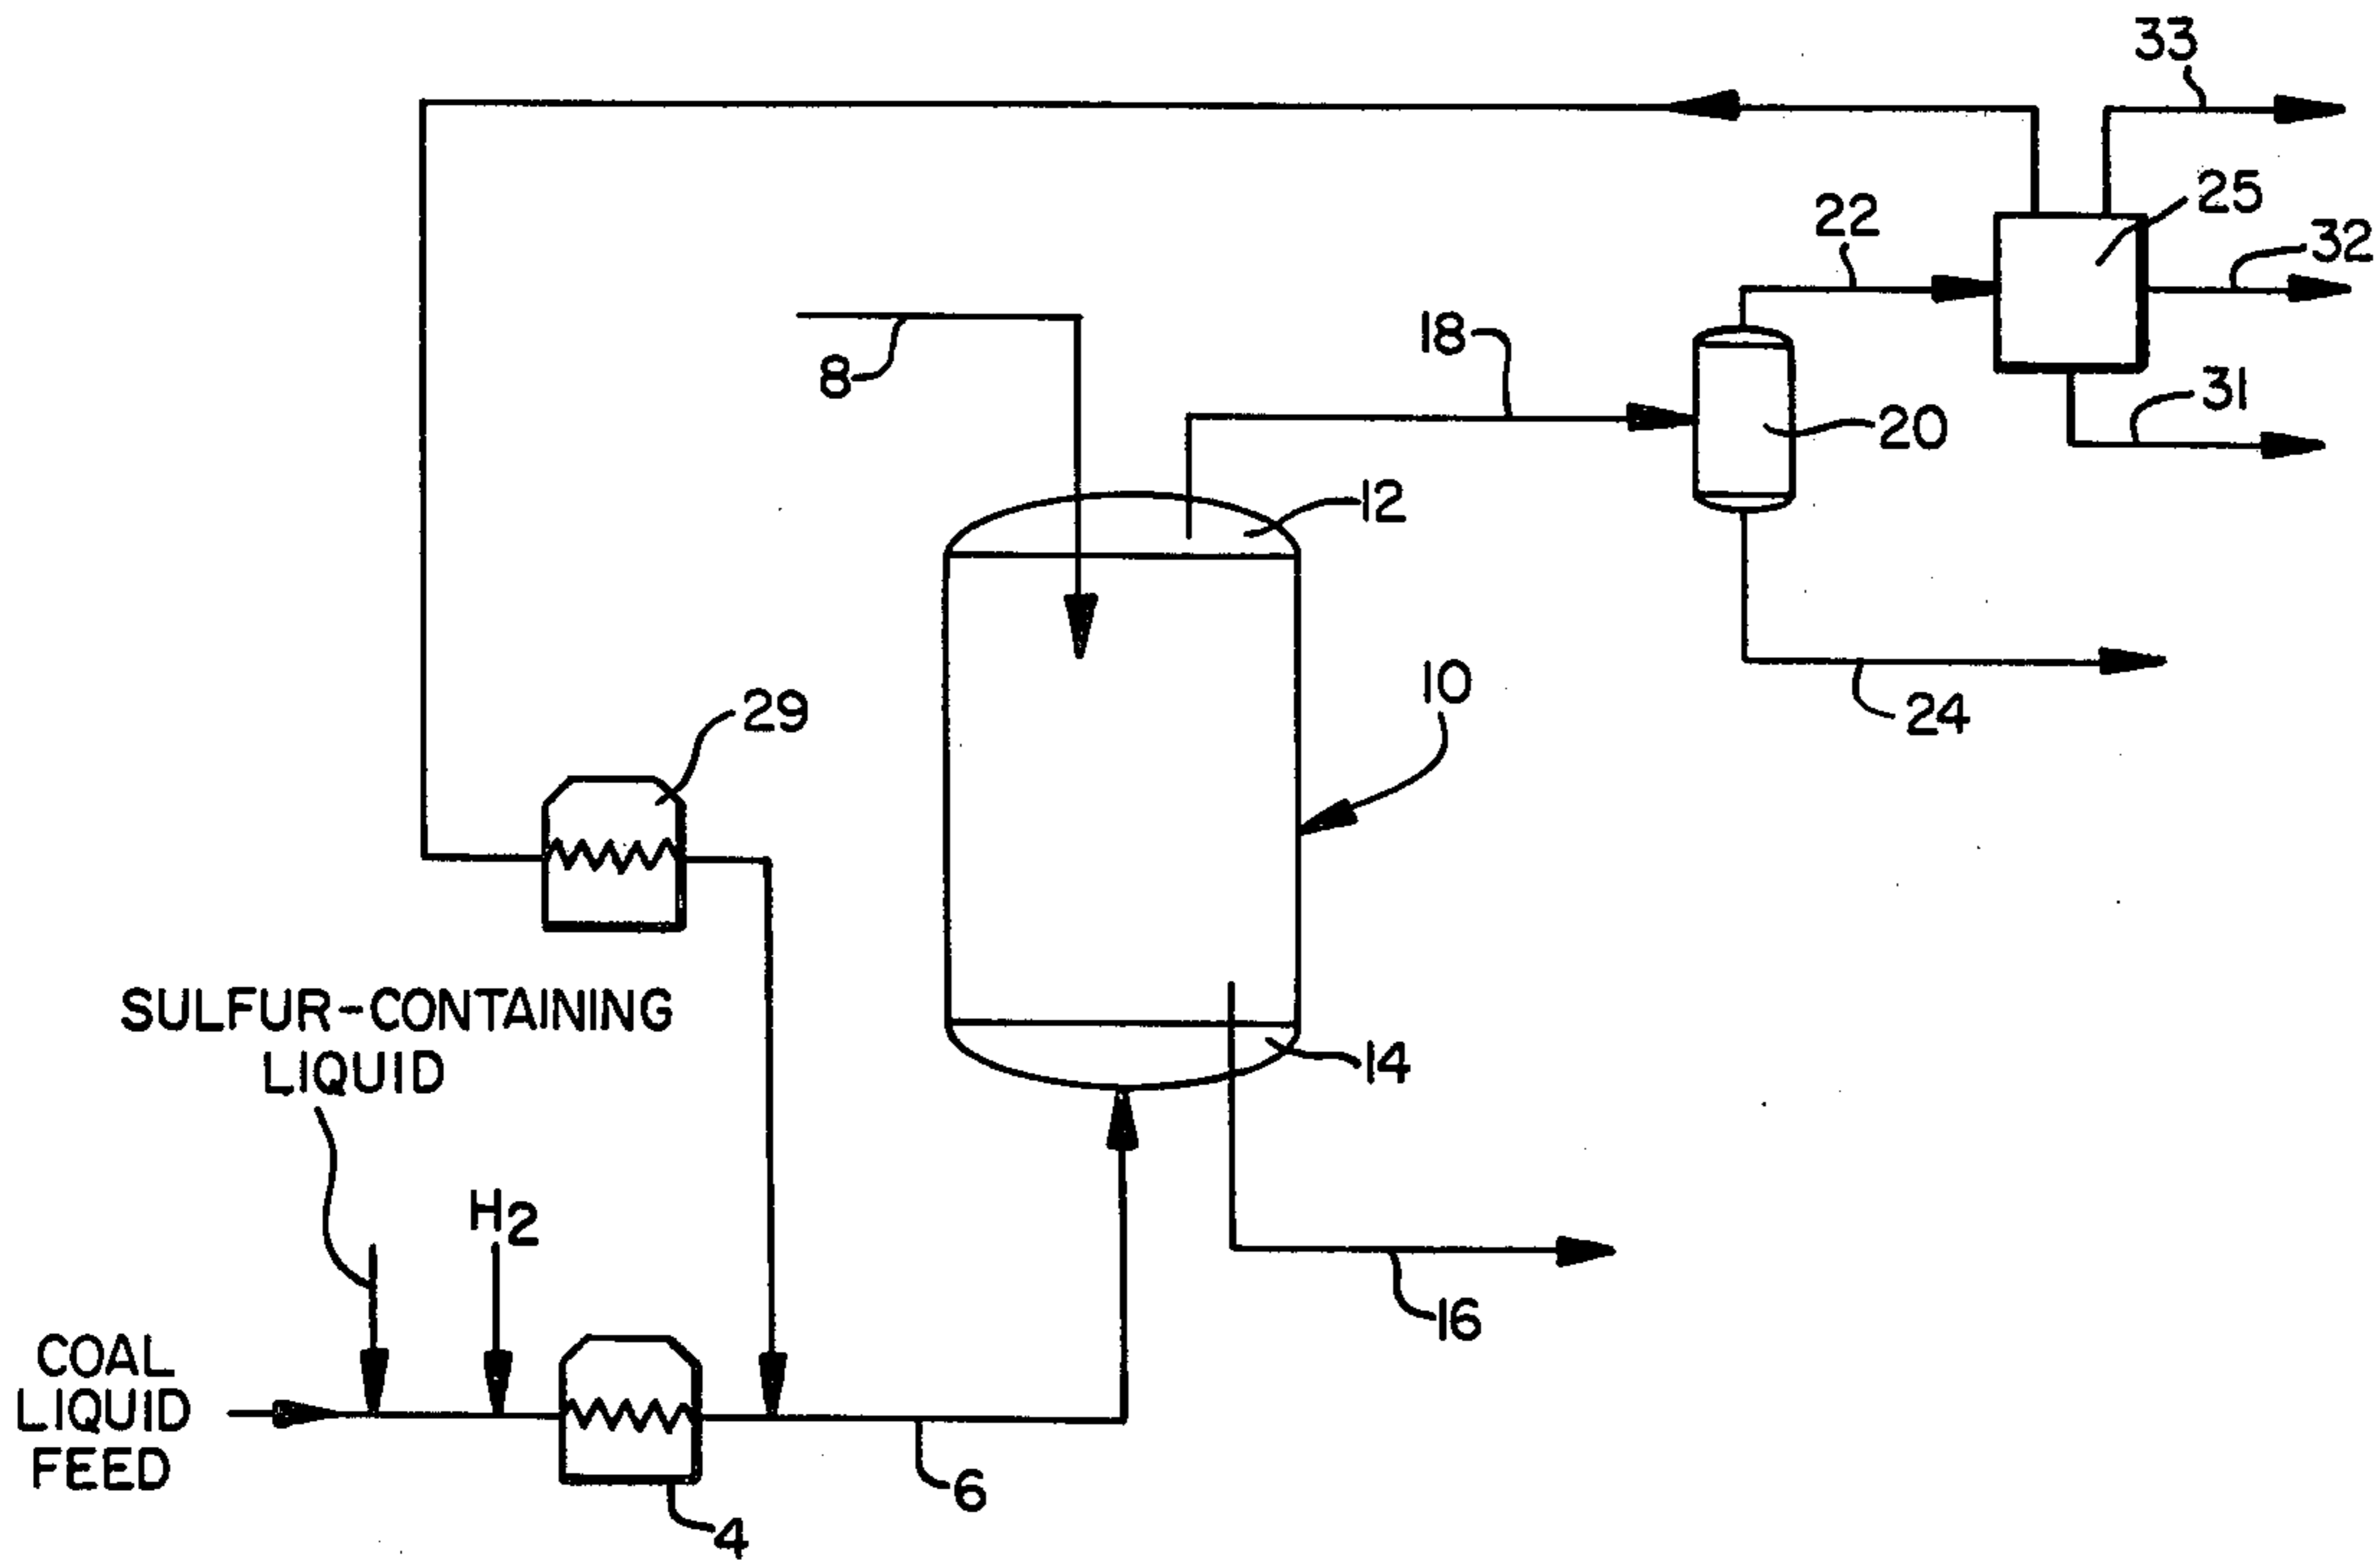 33
25
22
32
18
8
31
20
12
10
24
29
SULFUR-CONTAINING
LIQUID
14
H2
16
COAL
LIQUID
FEED
6
4